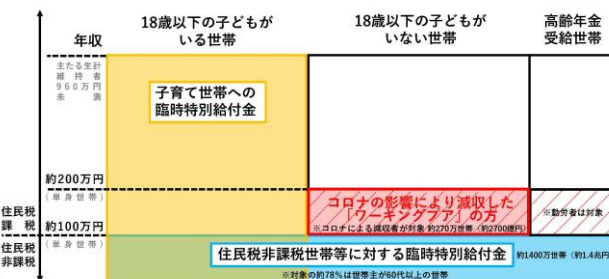 年収
18歳以下の子どもが
いる世帯
18歳以下の子どもが
いない世帯
高齢年金
受給世帯
主たる生計
維持者
960万円
未満
子育て世帯への
臨時特別給付金
約200万円
(単身世帯)
コロナの影響により減収した
「ワーキングプア」の方
※コロナによる減収者が対象 約270万世帯(約2700億円)
※勤労者は対象
住民税
課税
約100万円
(単身世帯)
住民税
非課税
住民税非課税世帯等に対する臨時特別給付金
約1400万世帯(約1.4兆円)
※対象の約78%は世帯主が60代以上の世帯